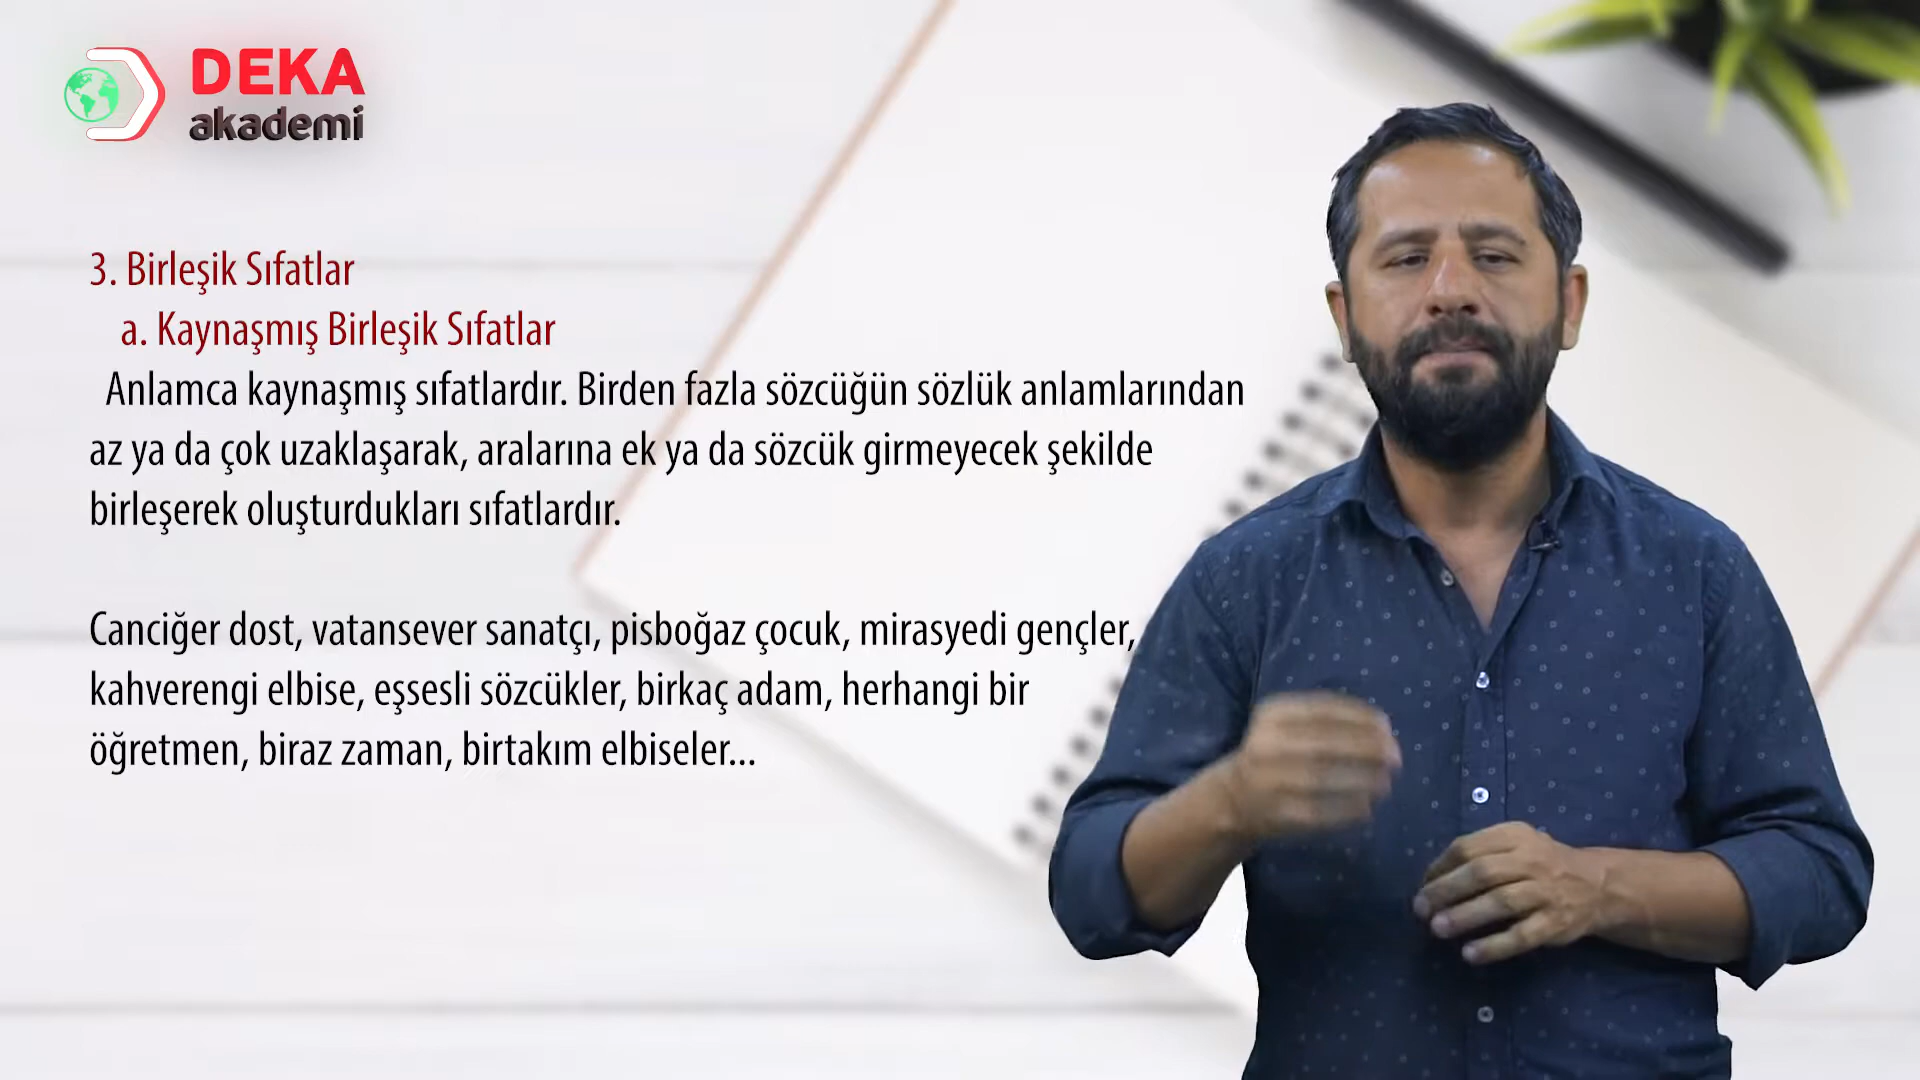 DEKA
akademi
3. Birleşik Sıfatlar
a. Kaynaşmış Birleşik Sıfatlar
Anlamca kaynaşmış sıfatlardır. Birden fazla sözcüğün sözlük anlamlarından
az ya da çok uzaklaşarak, aralarına ek ya da sözcük girmeyecek şekilde
birleşerek oluşturdukları sıfatlardır.
Canciğer dost, vatansever sanatçı, pisboğaz çocuk, mirasyedi gençler,
kahverengi elbise, eşsesli sözcükler, birkaç adam, herhangi bir
öğretmen, biraz zaman, birtakım elbiseler...